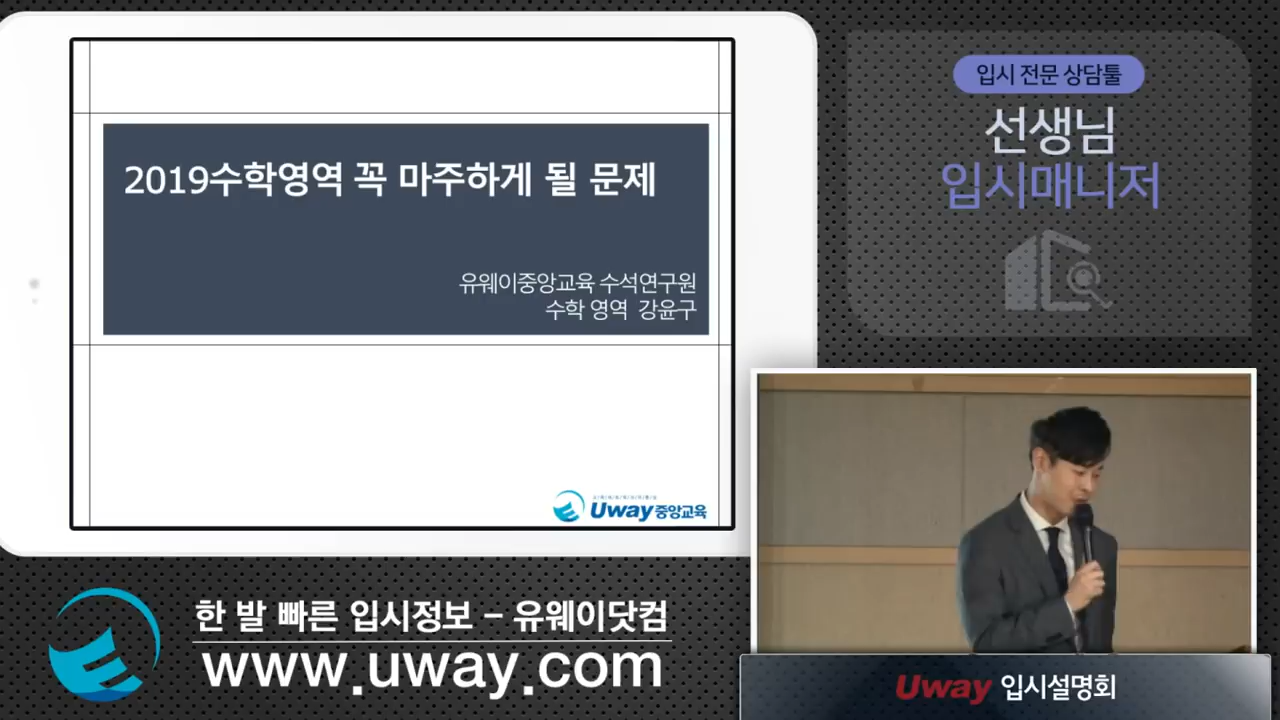 2019수학영역 꼭 마주하게 될 문제
유웨이중앙교육 수석연구원
수학 영역 강윤구
Uway중앙교육
입시 전문 상담툴
선생님
입시매니저
한 발 빠른 입시정보 – 유웨이닷컴
www.uway.com
Uway 입시설명회